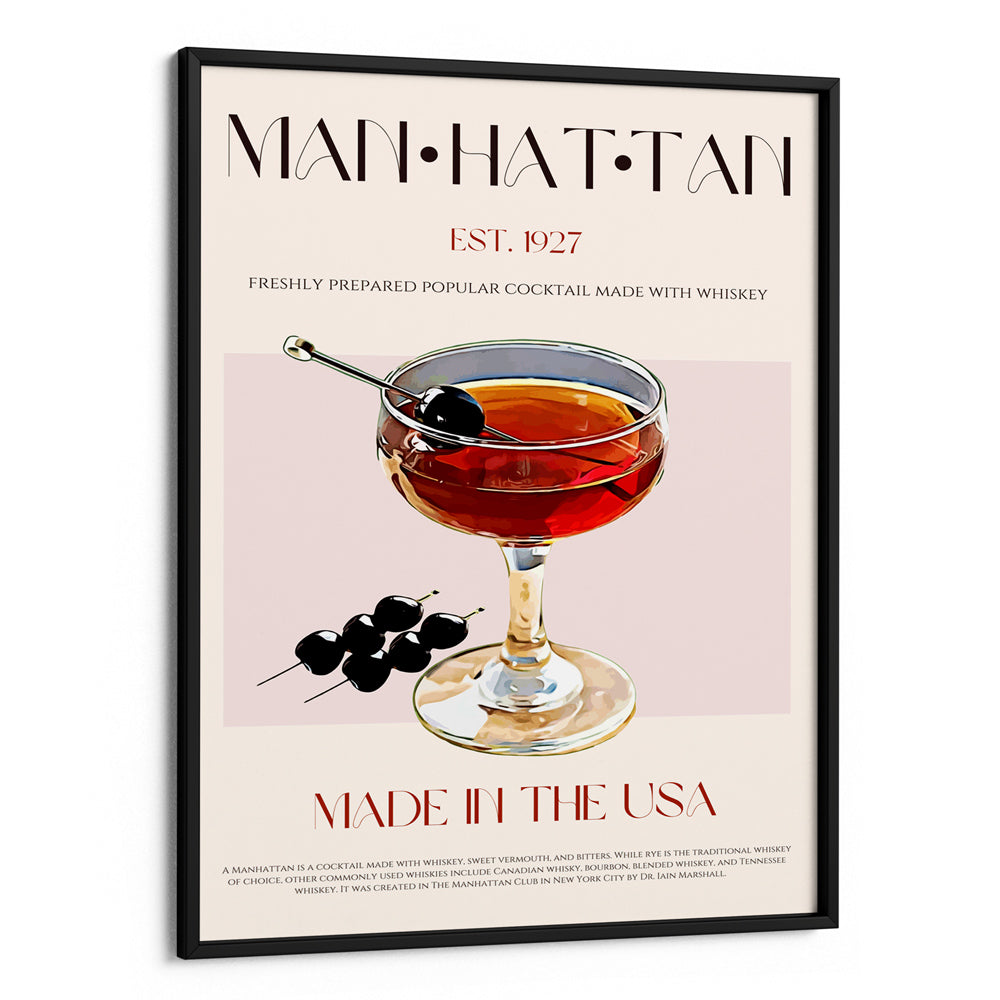 MAN•HAT•TAN
EST. 1927
FRESHLY PREPARED POPULAR COCKTAIL MADE WITH WHISKEY
MADE IN THE USA
A MANHATTAN IS A COCKTAIL MADE WITH WHISKEY, SWEET VERMOUTH, AND BITTERS. WHILE RYE IS THE TRADITIONAL WHISKEY
OF CHOICE, OTHER COMMONLY USED WHISKIES INCLUDE CANADIAN WHISKY, BOURBON, BLENDED WHISKEY, AND TENNESSEE
WHISKEY. IT WAS CREATED IN THE MANHATTAN CLUB IN NEW YORK CITY BY DR. IAIN MARSHALL.